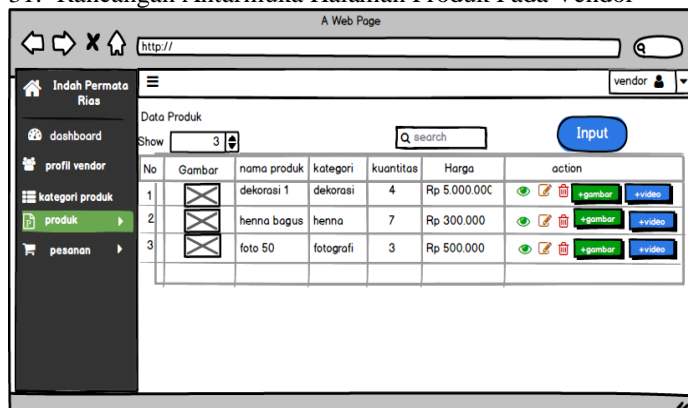 31. Rancangan Antarmuka Halaman Produk Pada Vendor
A Web Page
http://
Indah Permata
Rias
vendor
dashboard
profil vendor
kategori produk
produk
pesanan
Data Produk
Show 3
search
Input
No Gambar nama produk kategori kuantitas Harga action
1 dekorasi 1 dekorasi 4 Rp 5.000.000 +gambar +video
2 henna bagus henna 7 Rp 300.000 +gambar +video
3 foto 50 fotografi 3 Rp 500.000 +gambar +video